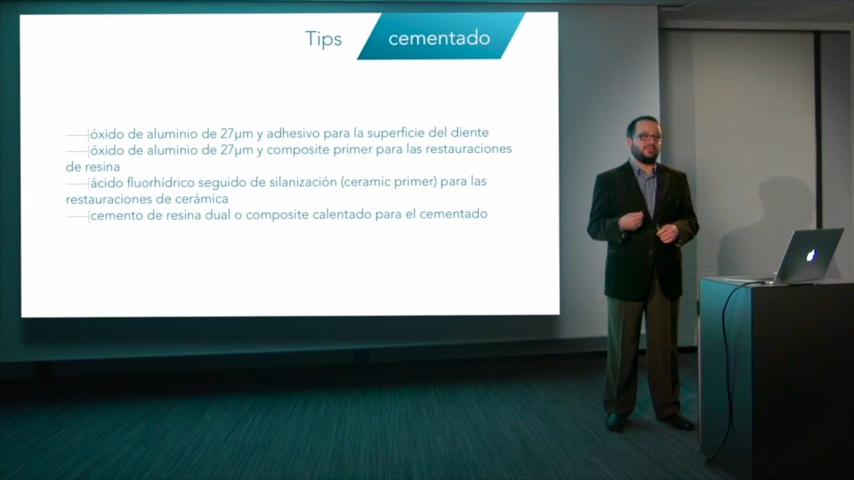 Tips cementado
óxido de aluminio de 27µm y adhesivo para la superficie del diente
óxido de aluminio de 27µm y composite primer para las restauraciones
de resina
ácido fluorhídrico seguido de silanización (ceramic primer) para las
restauraciones de cerámica
cemento de resina dual o composite calentado para el cementado